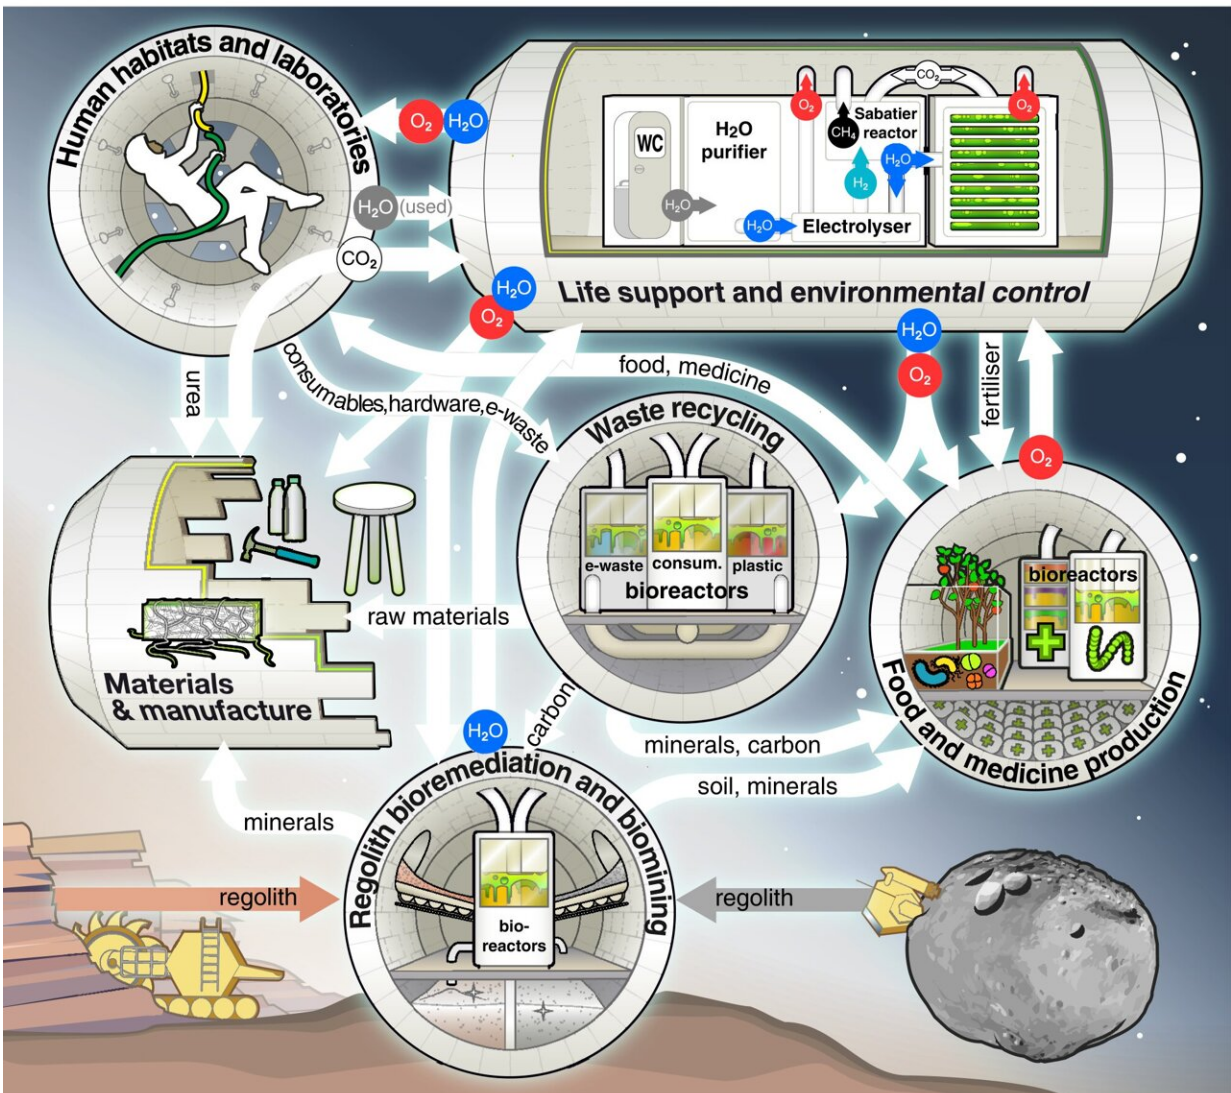 Human habitats and laboratories
O₂
H₂O
H₂O
(used)
CO₂
WC
H₂O
purifier
H₂O
H₂O
O₂
CH₄
Sabatier
reactor
CO₂
H₂
H₂O
O₂
Electrolyser
Life support and environmental control
H₂O
O₂
H₂O
O₂
fertiliser
O₂
urea
consumables,hardware,e-waste
food, medicine
Waste recycling
e-waste
consum.
plastic
bioreactors
bioreactors
Food and medicine production
raw materials
Materials
& manufacture
carbon
minerals, carbon
soil, minerals
H₂O
minerals
Regolith bioremediation and biomining
bio-
reactors
regolith
regolith